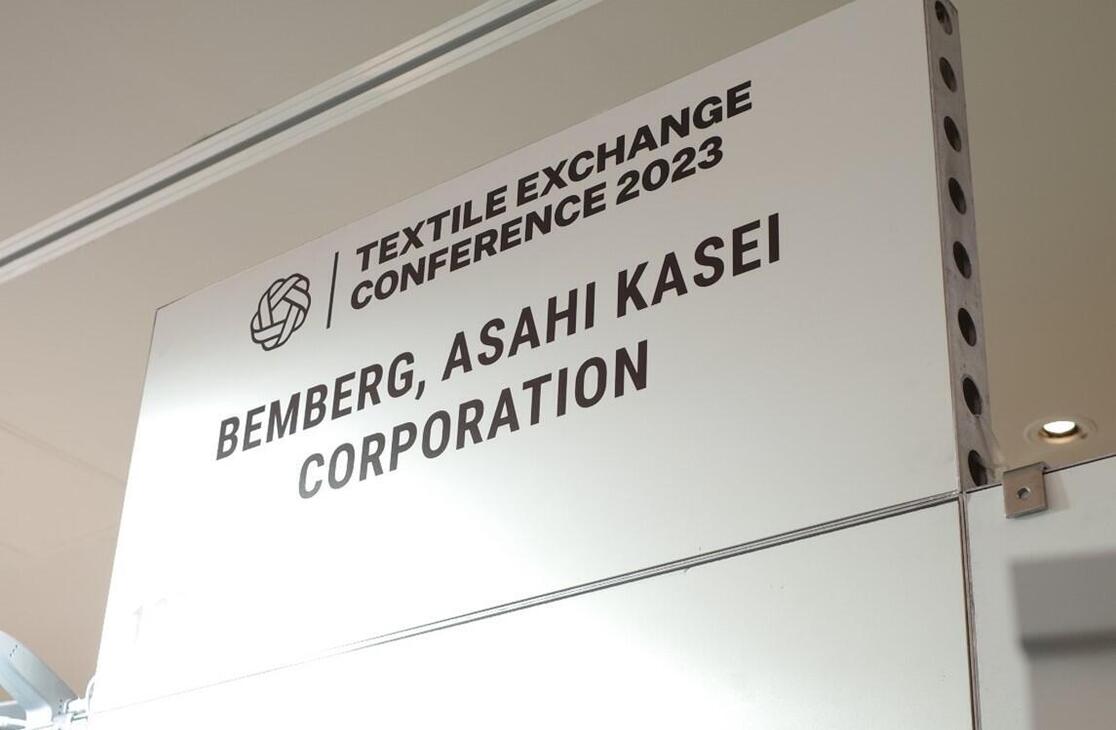 TEXTILE EXCHANGE
CONFERENCE 2023
BEMBERG, ASAHI KASEI
CORPORATION